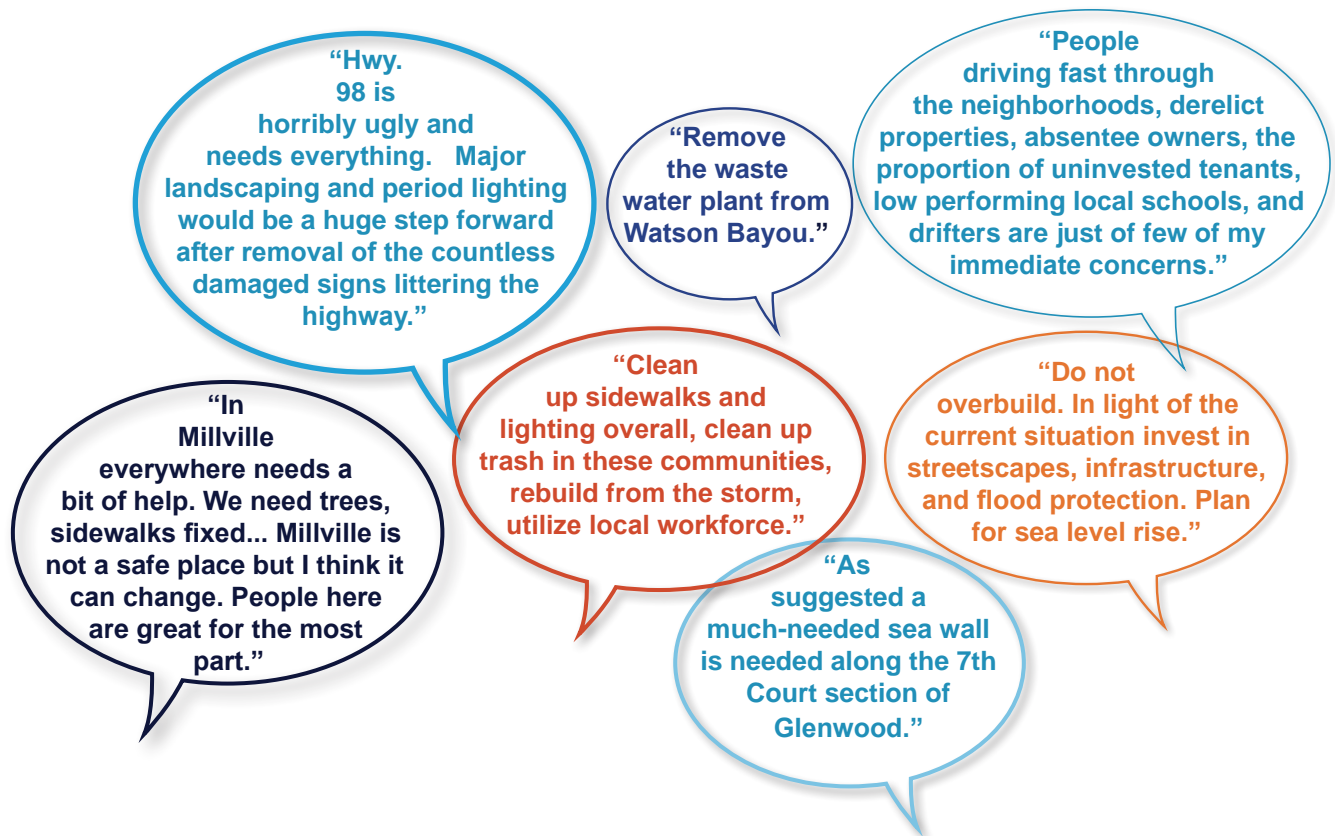 “Hwy.
98 is
horribly ugly and
needs everything.   Major
landscaping and period lighting
would be a huge step forward
after removal of the countless
damaged signs littering the
highway.”
“Remove
the waste
water plant from
Watson Bayou.”
“People
driving fast through
the neighborhoods, derelict
properties, absentee owners, the
proportion of uninvested tenants,
low performing local schools, and
drifters are just of few of my
immediate concerns.”
“In
Millville
everywhere needs a
bit of help. We need trees,
sidewalks fixed... Millville is
not a safe place but I think it
can change. People here
are great for the most
part.”
“Clean
up sidewalks and
lighting overall, clean up
trash in these communities,
rebuild from the storm,
utilize local workforce.”
“Do not
overbuild. In light of the
current situation invest in
streetscapes, infrastructure,
and flood protection. Plan
for sea level rise.”
“As
suggested a
much-needed sea wall
is needed along the 7th
Court section of
Glenwood.”